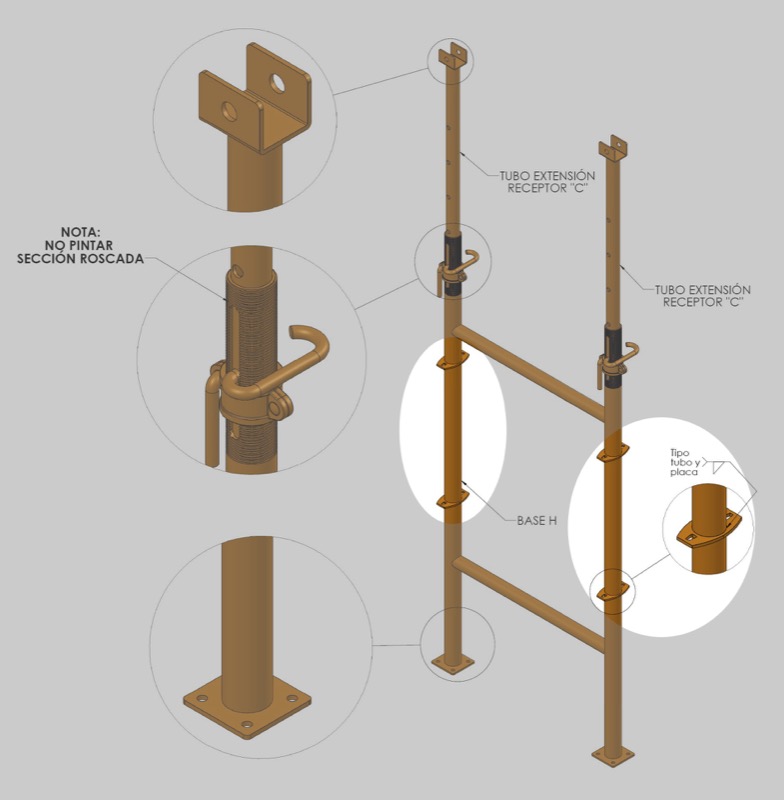 TUBO EXTENSIÓN
RECEPTOR "C"
NOTA:
NO PINTAR
SECCIÓN ROSCADA
TUBO EXTENSIÓN
RECEPTOR "C"
Tipo
tubo y
placa
BASE H